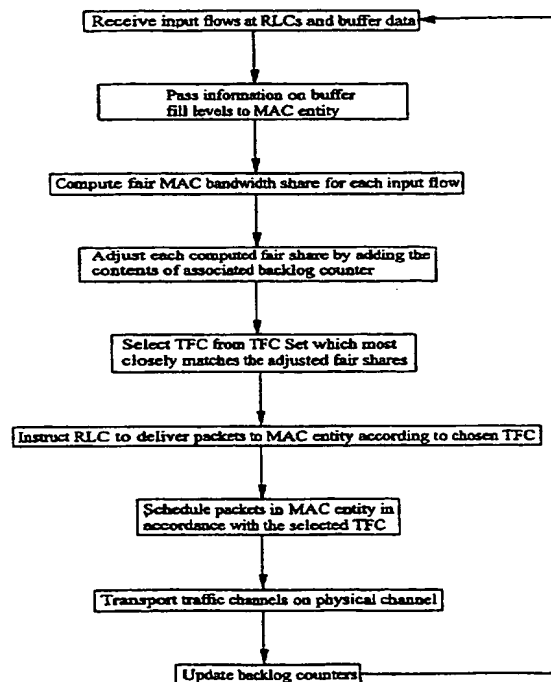 Receive input flows at RLCs and buffer data
Pass information on buffer
fill levels to MAC entity
Compute fair MAC bandwidth share for each input flow
Adjust each computed fair share by adding the
contents of associated backlog counter
Select TFC from TFC Set which most
closely matches the adjusted fair shares
Instruct RLC to deliver packets to MAC entity according to chosen TFC
Schedule packets in MAC entity in
accordance with the selected TFC
Transport traffic channels on physical channel
Update backlog counters